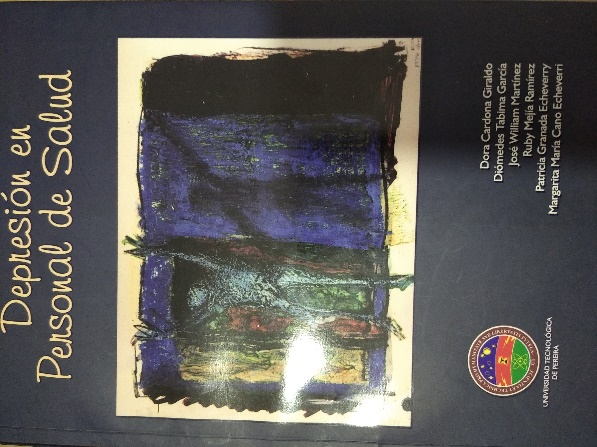 Depresión en
Personal de Salud
Dora Cardona Giraldo
Diómedes Tabima García
José William Martínez
Ruby Mejía Ramírez
Patricia Granada Echeverry
Margarita María Cano Echeverri
UNIVERSIDAD TECNOLÓGICA
DE PEREIRA